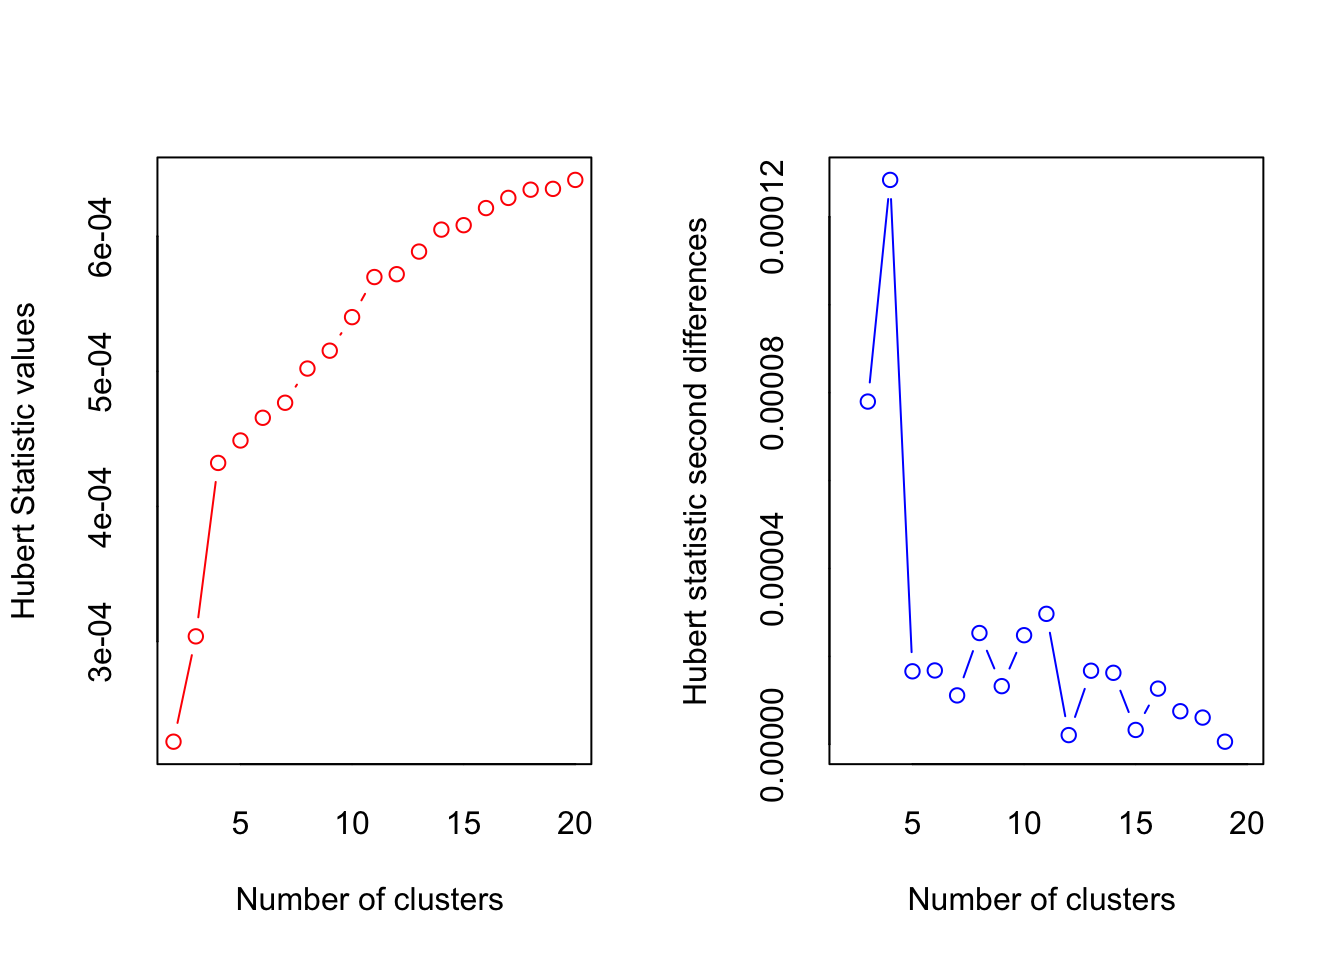 Hubert Statistic values
6e-04
5e-04
4e-04
3e-04
5 10 15 20
Number of clusters
Hubert statistic second differences
0.00012
0.00008
0.00004
0.00000
5 10 15 20
Number of clusters